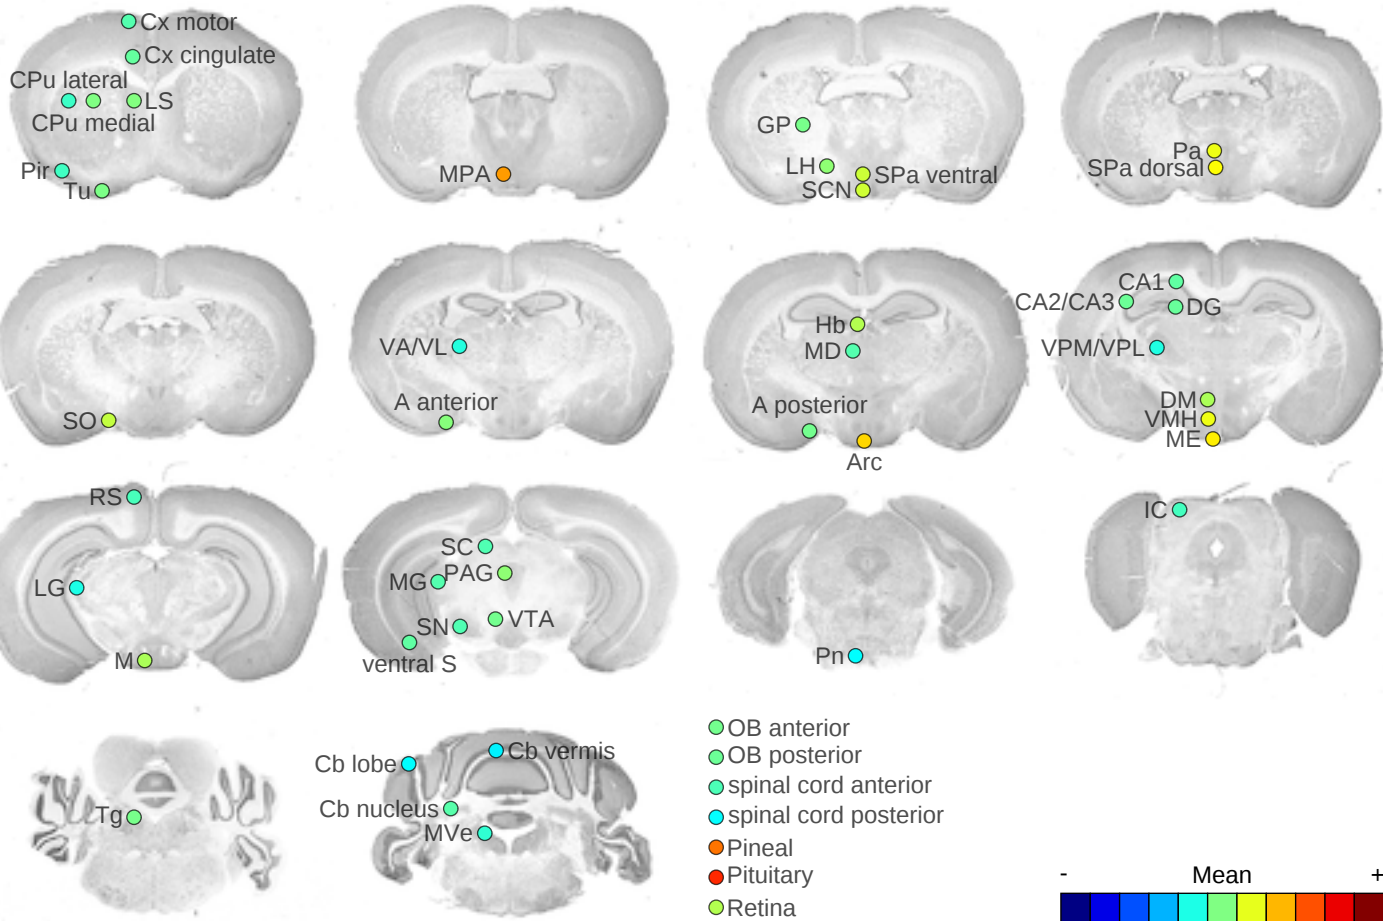 Cx motor
Cx cingulate
CPu lateral
LS
CPu medial
Pir
Tu
MPA
GP
LH
SPa ventral
SCN
Pa
SPa dorsal
SO
VA/VL
A anterior
Hb
MD
A posterior
Arc
CA1
CA2/CA3
DG
VPM/VPL
DM
VMH
ME
RS
LG
M
SC
MG
PAG
SN
VTA
ventral S
Pn
IC
Tg
Cb lobe
Cb vermis
Cb nucleus
MVe
OB anterior
OB posterior
spinal cord anterior
spinal cord posterior
Pineal
Pituitary
Retina
- Mean +